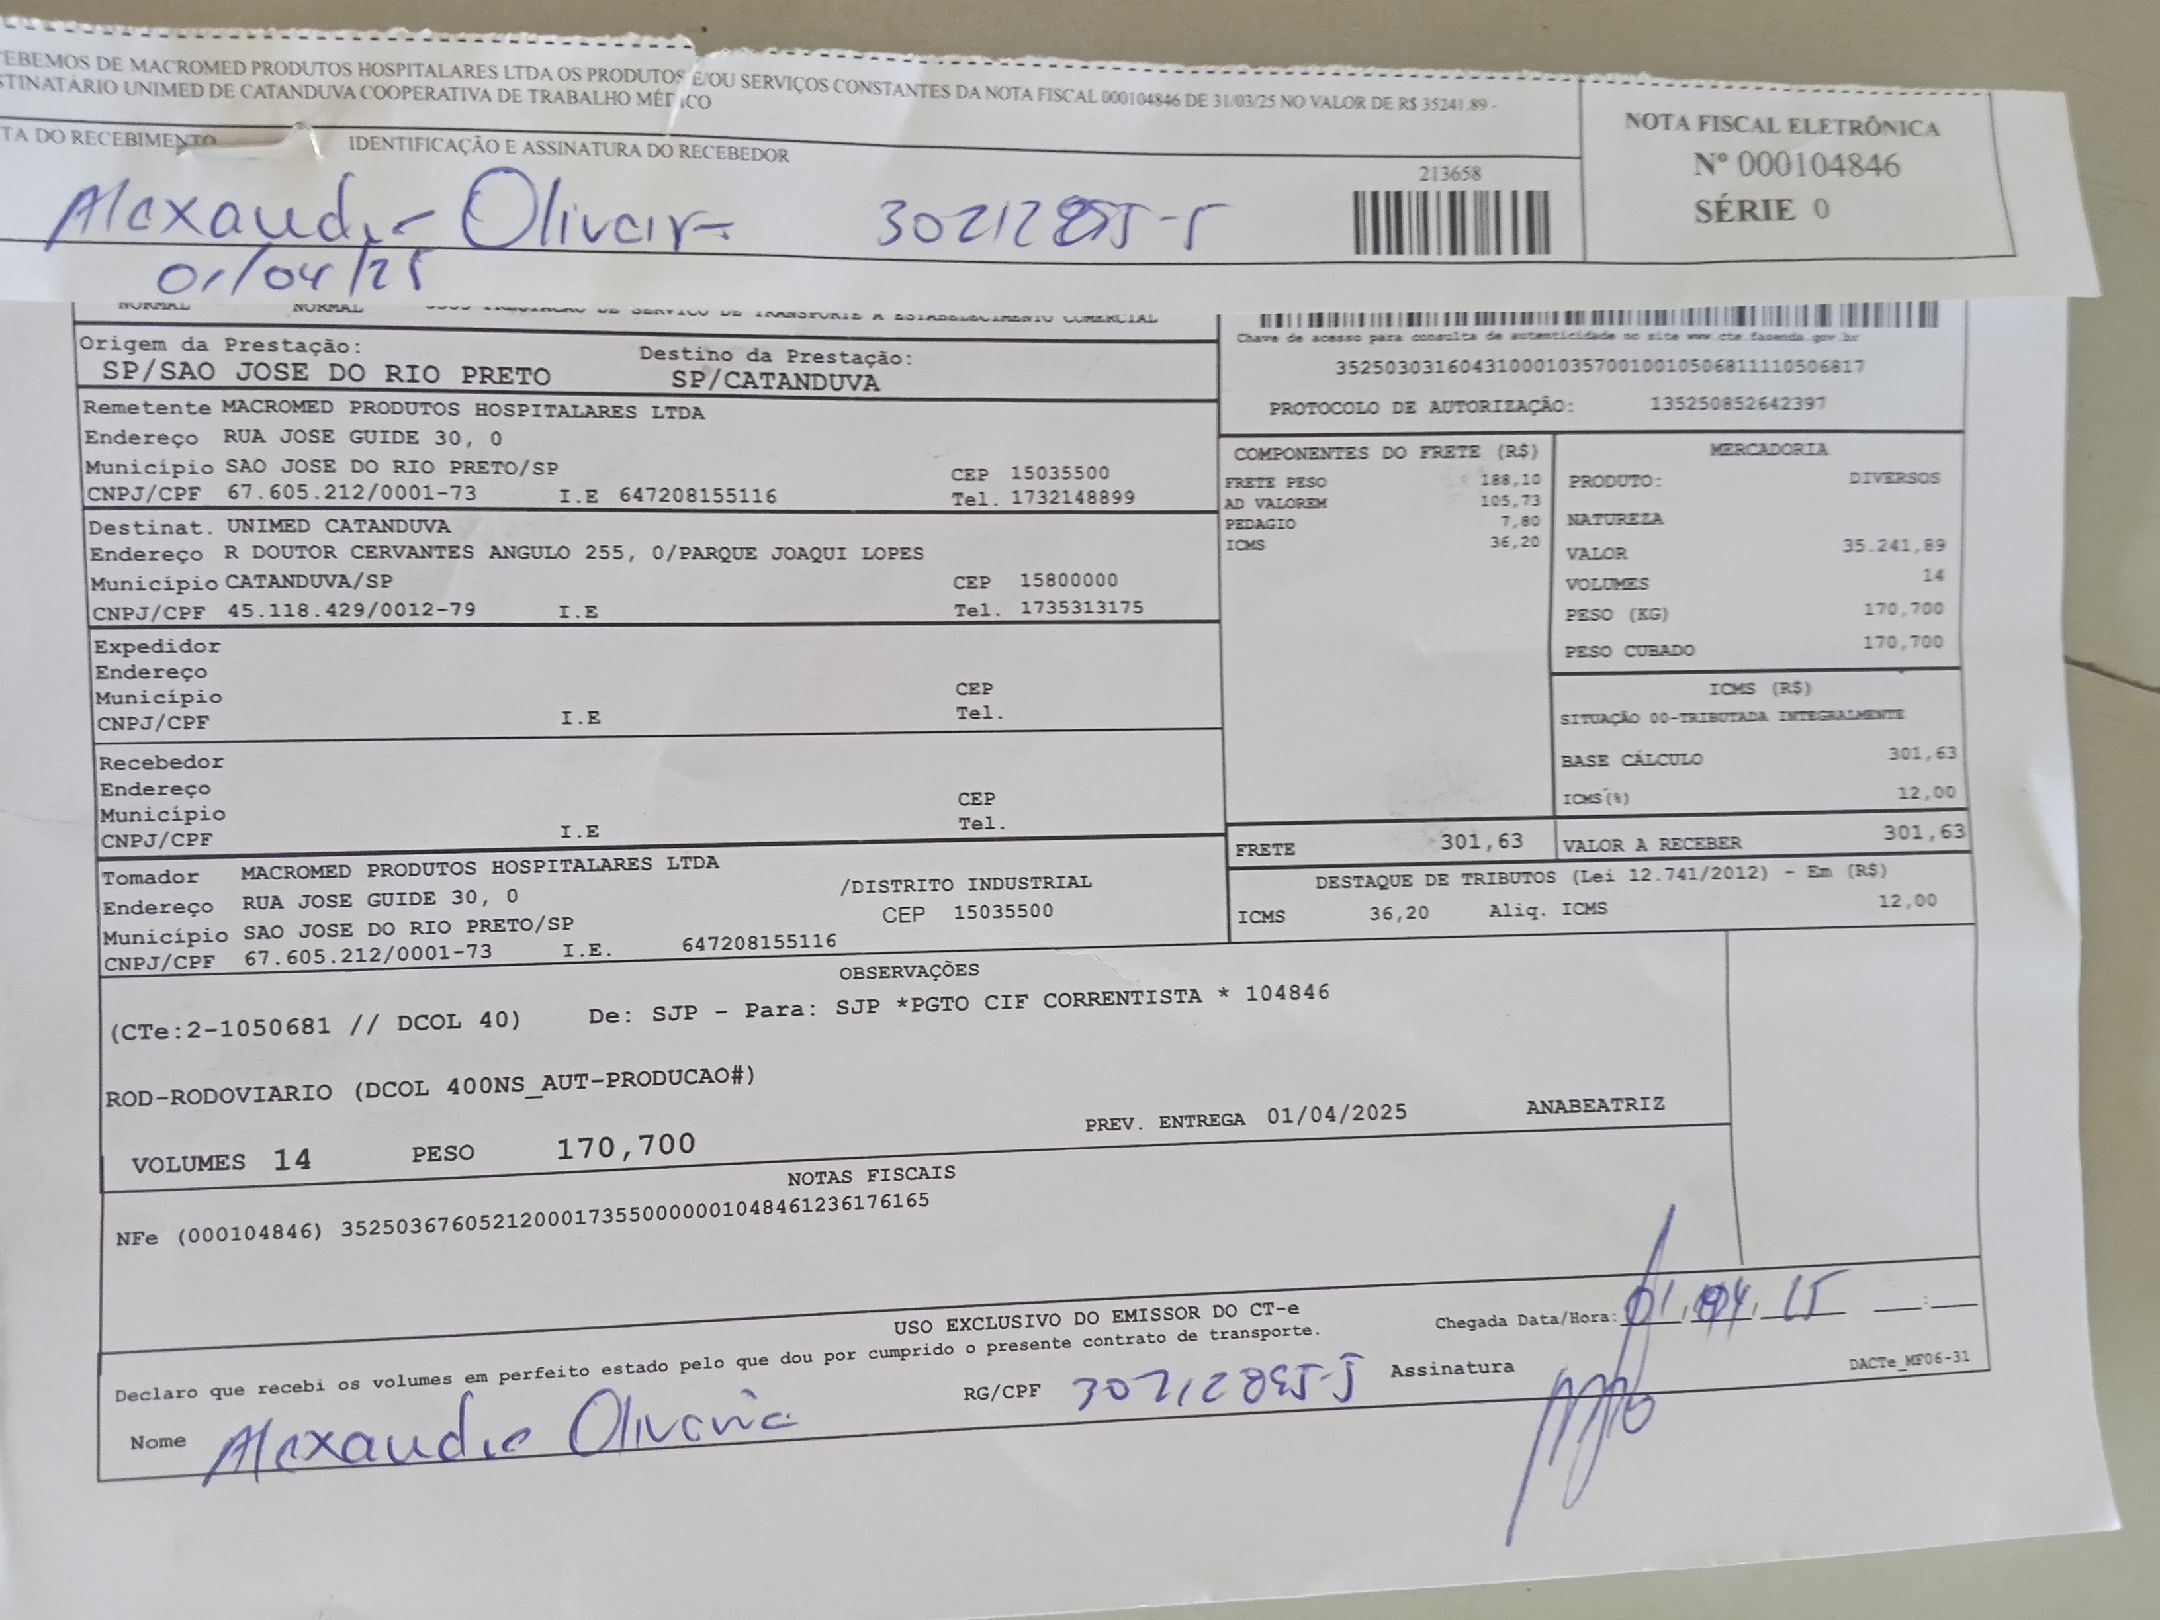 EBEMOS DE MACROMED PRODUTOS HOSPITALARES LTDA OS PRODUTOS E/OU SERVIÇOS CONSTANTES DA NOTA FISCAL 000104846 DE 31/03/25 NO VALOR DE R$ 35241.89 -
STINATÁRIO UNIMED DE CATANDUVA COOPERATIVA DE TRABALHO MÉDICO
TA DO RECEBIMENTO IDENTIFICAÇÃO E ASSINATURA DO RECEBEDOR
NOTA FISCAL ELETRÔNICA
Nº 000104846
SÉRIE 0
213658
Alexandre Oliveira 30212895-5
01/04/25
NORMAL NORMAL PRESTACAO DE SERVICO DE TRANSPORTE A ESTABELECIMENTO COMERCIAL
Chave de acesso para consulta de autenticidade no site www.cte.fazenda.gov.br
35250303160431000103570010010506811110506817
PROTOCOLO DE AUTORIZAÇÃO: 135250852642397
Origem da Prestação: Destino da Prestação:
SP/SAO JOSE DO RIO PRETO SP/CATANDUVA
Remetente MACROMED PRODUTOS HOSPITALARES LTDA
Endereço RUA JOSE GUIDE 30, 0
Município SAO JOSE DO RIO PRETO/SP CEP 15035500
CNPJ/CPF 67.605.212/0001-73 I.E 647208155116 Tel. 1732148899
Destinat. UNIMED CATANDUVA
Endereço R DOUTOR CERVANTES ANGULO 255, 0/PARQUE JOAQUI LOPES
Município CATANDUVA/SP CEP 15800000
CNPJ/CPF 45.118.429/0012-79 I.E Tel. 1735313175
Expedidor
Endereço
Município CEP
CNPJ/CPF I.E Tel.
Recebedor
Endereço
Município CEP
CNPJ/CPF I.E Tel.
Tomador MACROMED PRODUTOS HOSPITALARES LTDA
Endereço RUA JOSE GUIDE 30, 0 /DISTRITO INDUSTRIAL
Município SAO JOSE DO RIO PRETO/SP CEP 15035500
CNPJ/CPF 67.605.212/0001-73 I.E. 647208155116
COMPONENTES DO FRETE (R$)
FRETE PESO 188,10
AD VALOREM 105,73
PEDAGIO 7,80
ICMS 36,20
MERCADORIA
PRODUTO: DIVERSOS
NATUREZA
VALOR 35.241,89
VOLUMES 14
PESO (KG) 170,700
PESO CUBADO 170,700
ICMS (R$)
SITUAÇÃO 00-TRIBUTADA INTEGRALMENTE
BASE CÁLCULO 301,63
ICMS (%) 12,00
FRETE 301,63 VALOR A RECEBER 301,63
DESTAQUE DE TRIBUTOS (Lei 12.741/2012) - Em (R$)
ICMS 36,20 Aliq. ICMS 12,00
OBSERVAÇÕES
(CTe:2-1050681 // DCOL 40) De: SJP - Para: SJP *PGTO CIF CORRENTISTA * 104846
ROD-RODOVIARIO (DCOL 400NS_AUT-PRODUCAO#)
PREV. ENTREGA 01/04/2025 ANABEATRIZ
VOLUMES 14 PESO 170,700
NOTAS FISCAIS
NFe (000104846) 35250367605212000173550000001048461236176165
USO EXCLUSIVO DO EMISSOR DO CT-e
Chegada Data/Hora: 01/04/25 __:__
Declaro que recebi os volumes em perfeito estado pelo que dou por cumprido o presente contrato de transporte.
Nome Alexandre Oliveira RG/CPF 30212895-5 Assinatura
DACTe_MF06-31